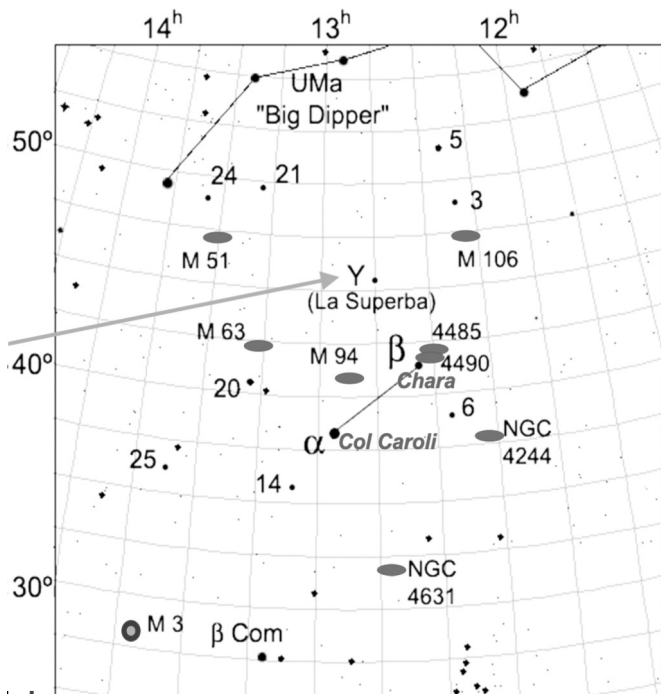 14h 13h 12h
UMa
"Big Dipper"
50º
5
24 21
3
M 51
M 106
Y
(La Superba)
M 63
4485
M 94
β
4490
40º
Chara
20
6
NGC
4244
α
Col Caroli
25
14
30º
NGC
4631
M 3
β Com